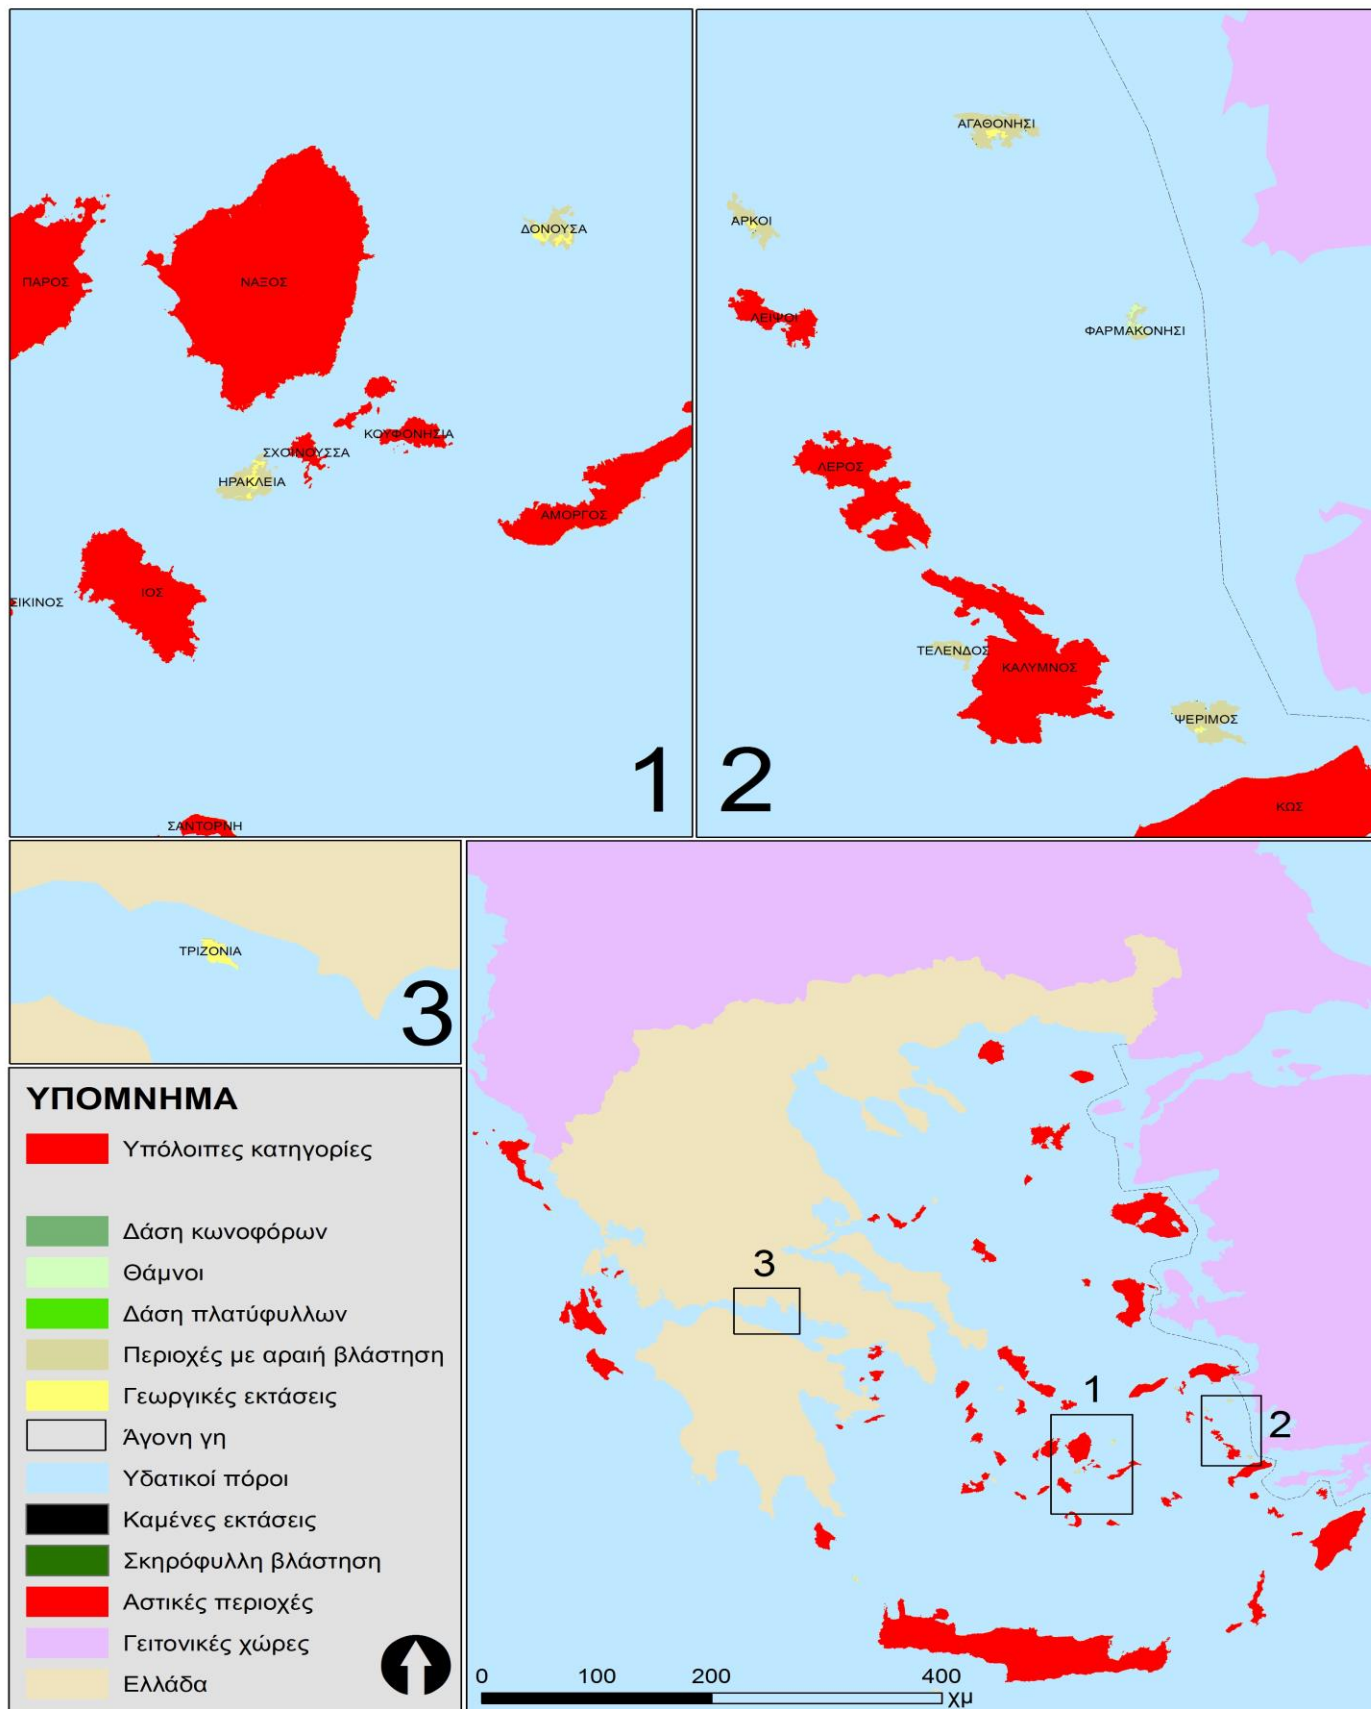 ΔΟΝΟΥΣΑ
ΠΑΡΟΣ
ΝΑΞΟΣ
ΚΟΥΦΟΝΗΣΙΑ
ΣΧΟΙΝΟΥΣΣΑ
ΗΡΑΚΛΕΙΑ
ΑΜΟΡΓΟΣ
ΙΟΣ
ΣΙΚΙΝΟΣ
ΣΑΝΤΟΡΝΗ
1
ΑΓΑΘΟΝΗΣΙ
ΑΡΚΟΙ
ΛΕΙΨΟΙ
ΦΑΡΜΑΚΟΝΗΣΙ
ΛΕΡΟΣ
ΤΕΛΕΝΔΟΣ
ΚΑΛΥΜΝΟΣ
ΨΕΡΙΜΟΣ
ΚΩΣ
2
ΤΡΙΖΟΝΙΑ
3
ΥΠΟΜΝΗΜΑ
Υπόλοιπες κατηγορίες
Δάση κωνοφόρων
Θάμνοι
Δάση πλατύφυλλων
Περιοχές με αραιή βλάστηση
Γεωργικές εκτάσεις
Άγονη γη
Υδατικοί πόροι
Καμένες εκτάσεις
Σκηρόφυλλη βλάστηση
Αστικές περιοχές
Γειτονικές χώρες
Ελλάδα
3
1
2
0 100 200 400
χμ